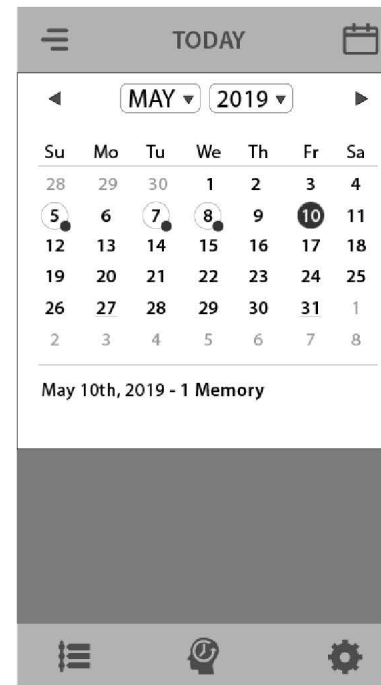 TODAY
MAY 2019
Su Mo Tu We Th Fr Sa
28 29 30 1 2 3 4
5 6 7 8 9 10 11
12 13 14 15 16 17 18
19 20 21 22 23 24 25
26 27 28 29 30 31 1
2 3 4 5 6 7 8
May 10th, 2019 - 1 Memory